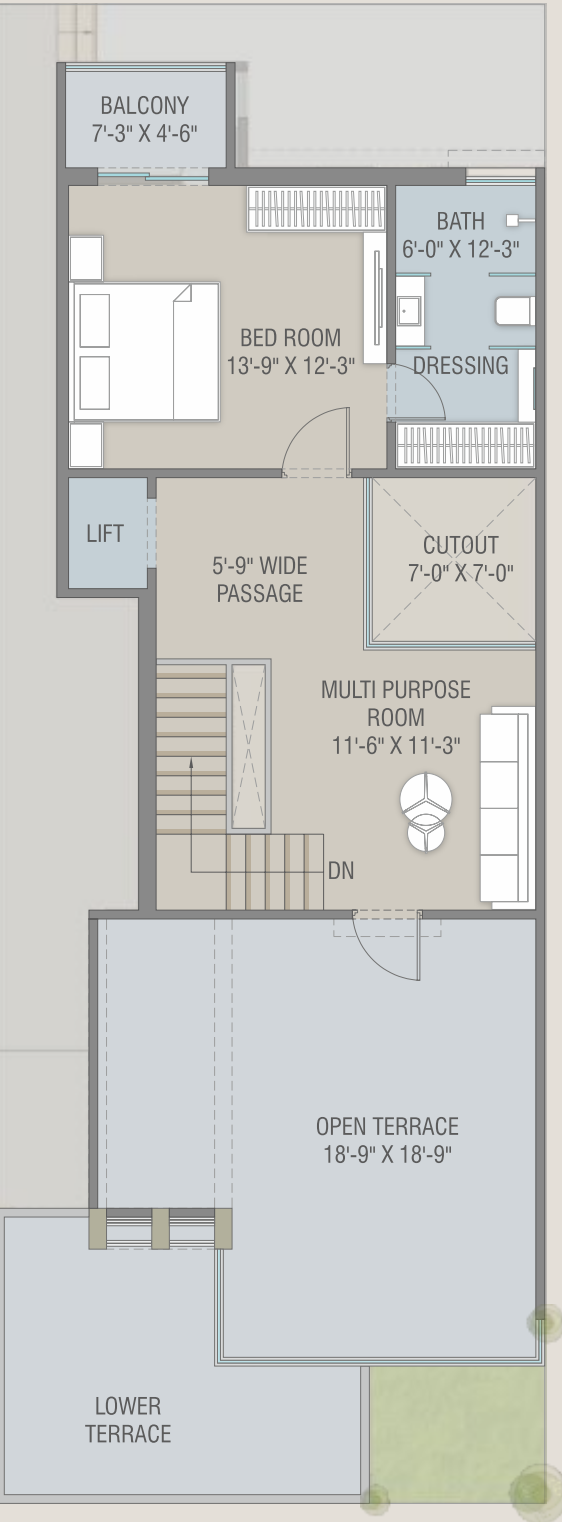 BALCONY
7'-3" X 4'-6"
BATH
6'-0" X 12'-3"
BED ROOM
13'-9" X 12'-3"
DRESSING
LIFT
5'-9" WIDE
PASSAGE
CUTOUT
7'-0" X 7'-0"
MULTI PURPOSE
ROOM
11'-6" X 11'-3"
DN
OPEN TERRACE
18'-9" X 18'-9"
LOWER
TERRACE